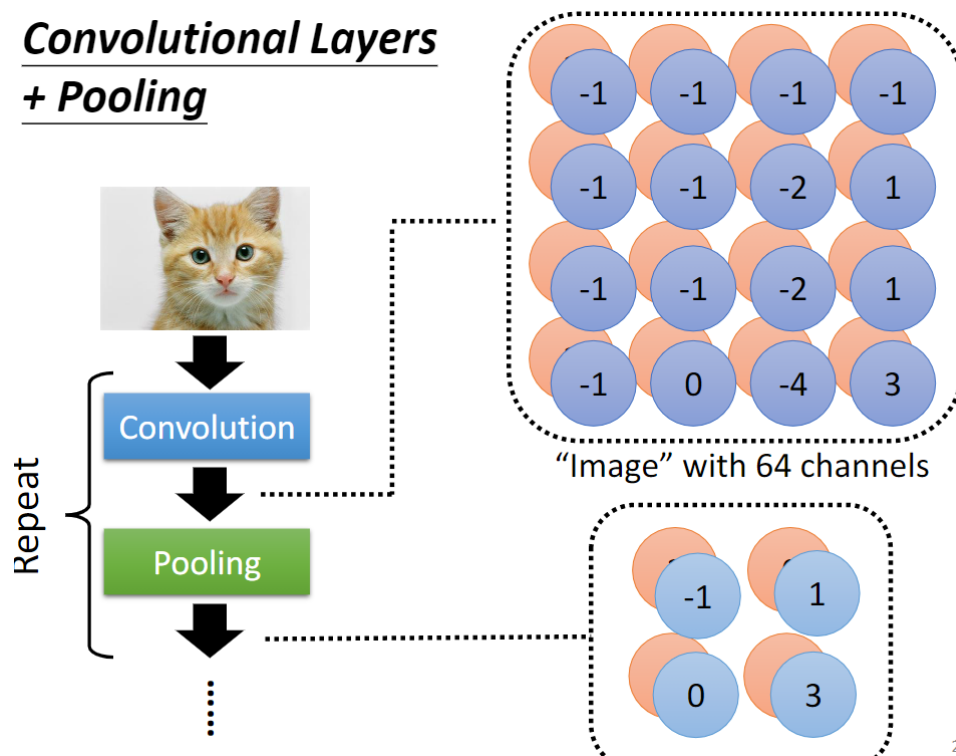 Convolutional Layers
+ Pooling
-1 -1 -1 -1
-1 -1 -2 1
-1 -1 -2 1
-1 0 -4 3
"Image" with 64 channels
Repeat
Convolution
Pooling
-1 1
0 3